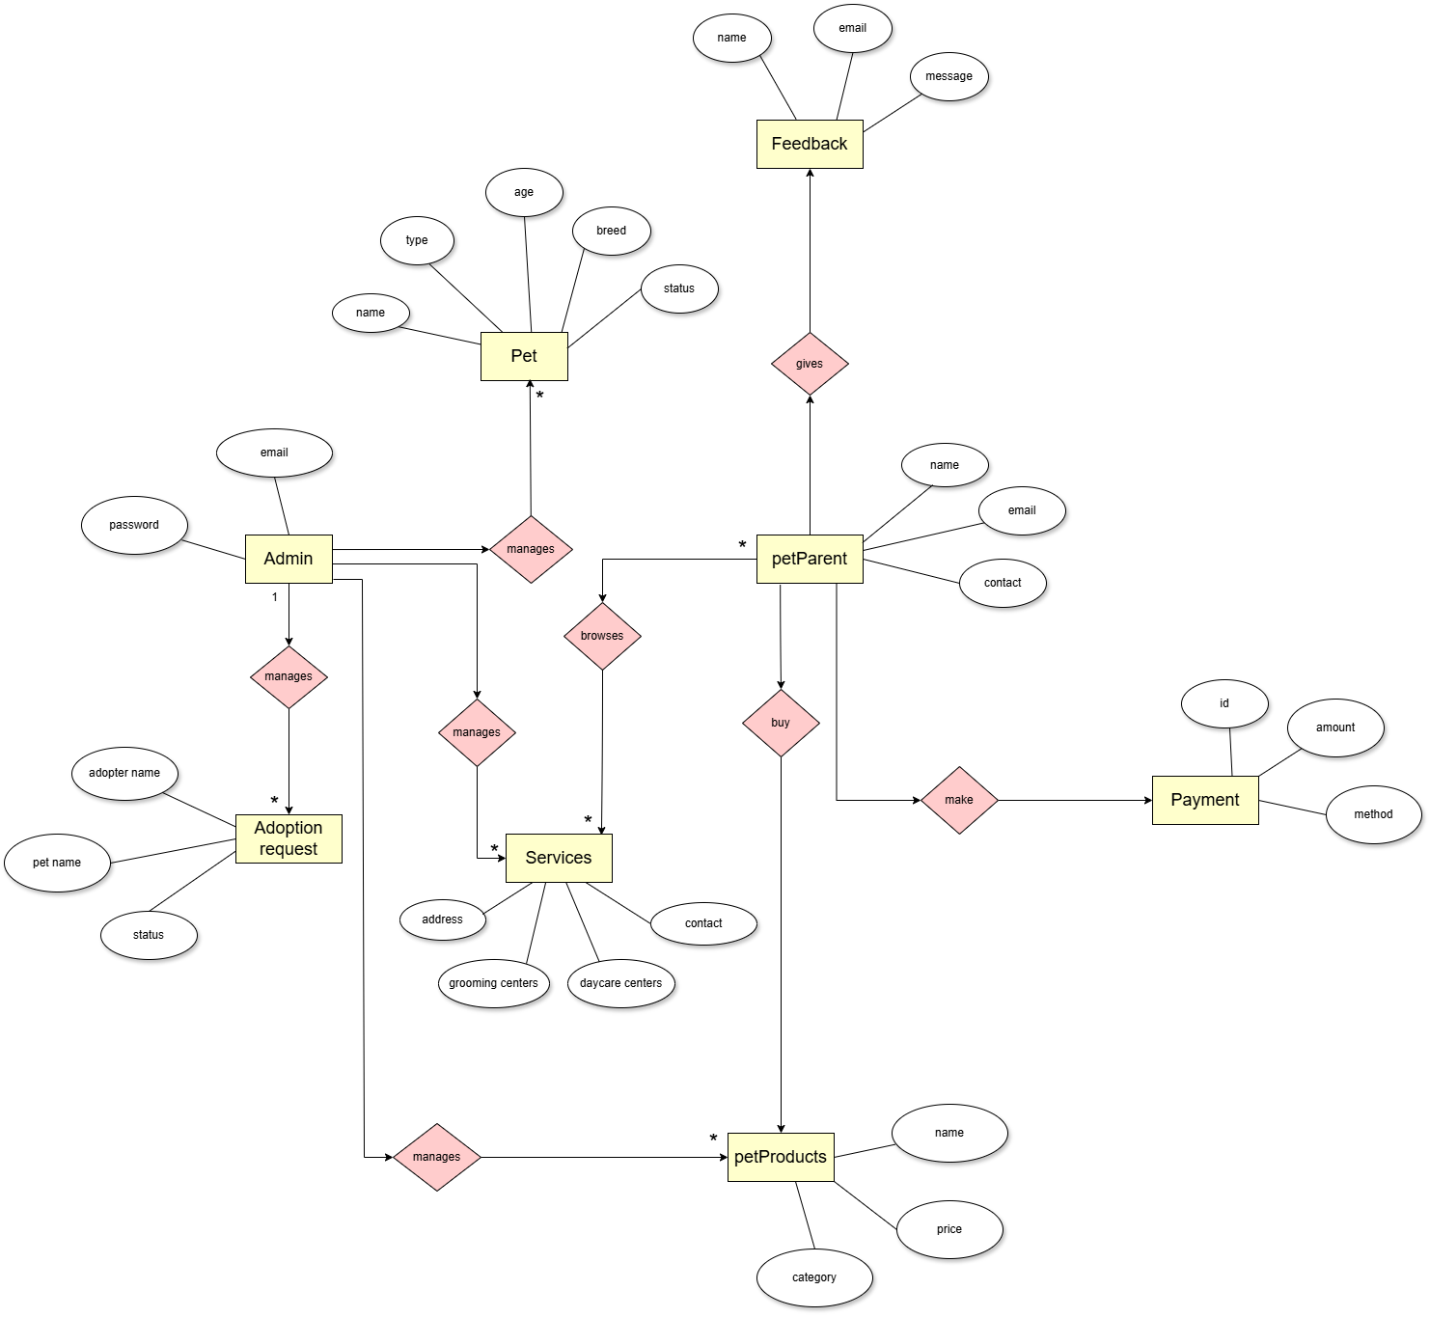 name
email
message
Feedback
age
type
breed
status
name
Pet
*
gives
email
password
Admin
1
manages
name
email
contact
petParent
*
browses
manages
manages
buy
id
amount
method
Payment
make
adopter name
pet name
status
*
Adoption
request
*
*
Services
address
contact
grooming centers
daycare centers
manages
*
petProducts
name
price
category